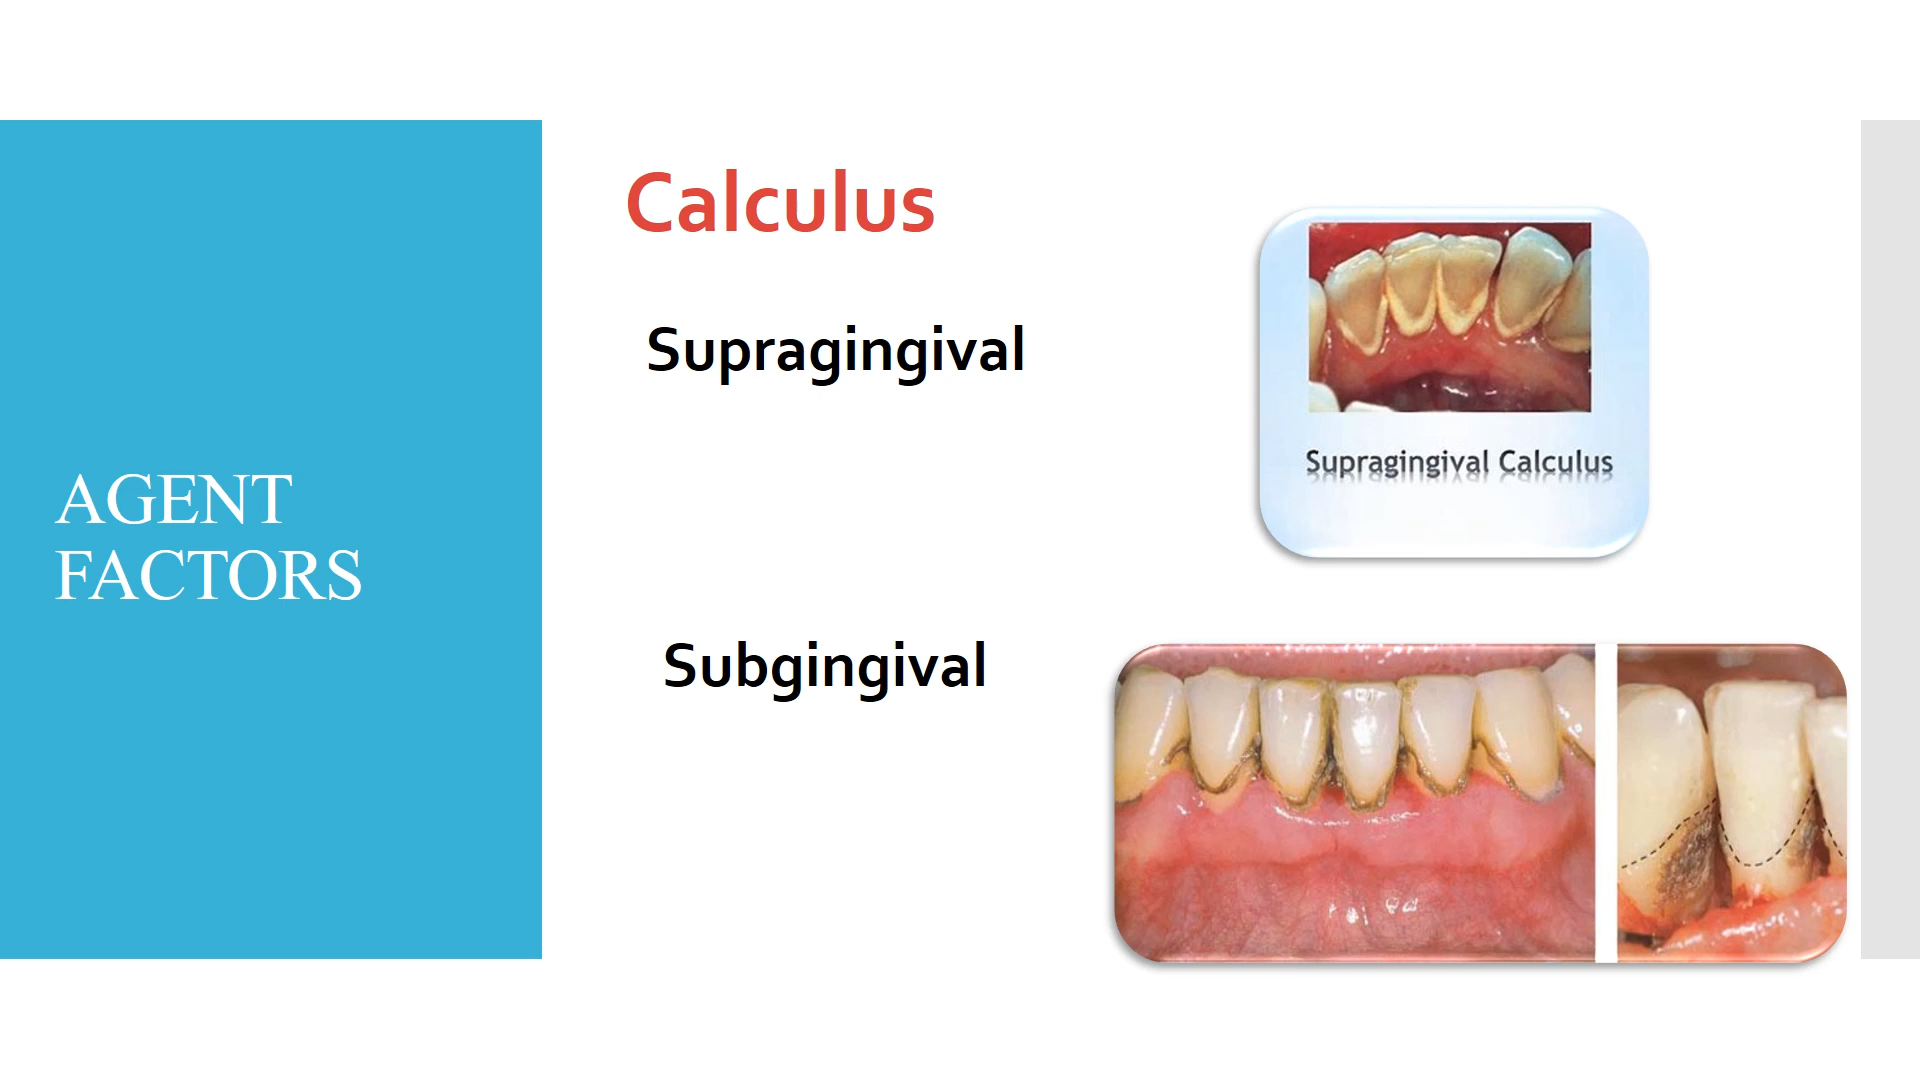 AGENT
FACTORS
Calculus
Supragingival
Supragingival Calculus
Subgingival